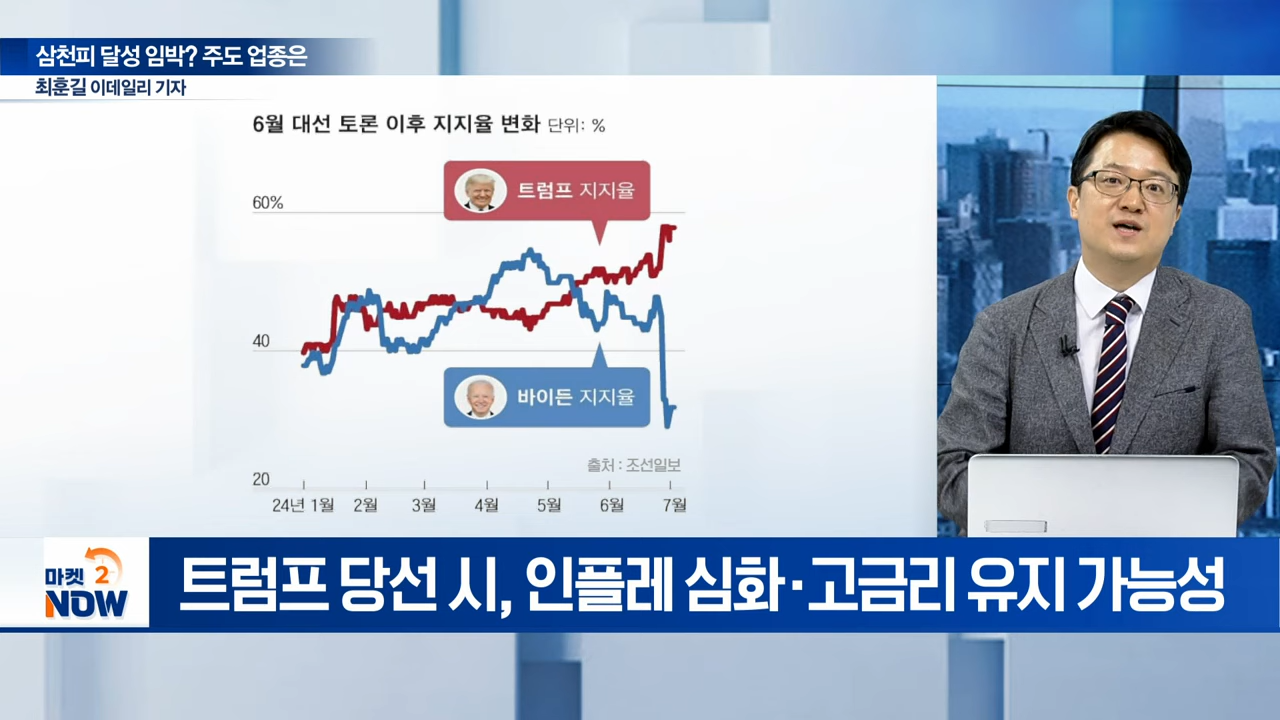 삼천피 달성 임박? 주도 업종은
최훈길 이데일리 기자
6월 대선 토론 이후 지지율 변화 단위: %
트럼프 지지율
60%
40
바이든 지지율
출처 : 조선일보
20
24년 1월 2월 3월 4월 5월 6월 7월
마켓 2
NOW
트럼프 당선 시, 인플레 심화·고금리 유지 가능성